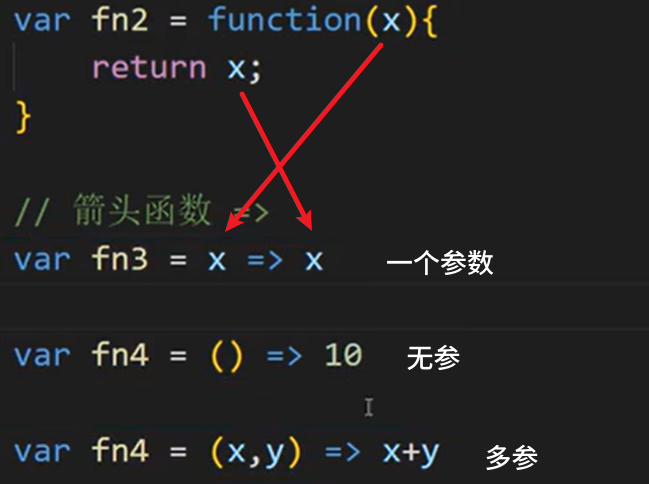 var fn2 = function(x){
    return x;
}
// 箭头函数 =>
var fn3 = x => x 一个参数
var fn4 = () => 10 无参
var fn4 = (x,y) => x+y 多参